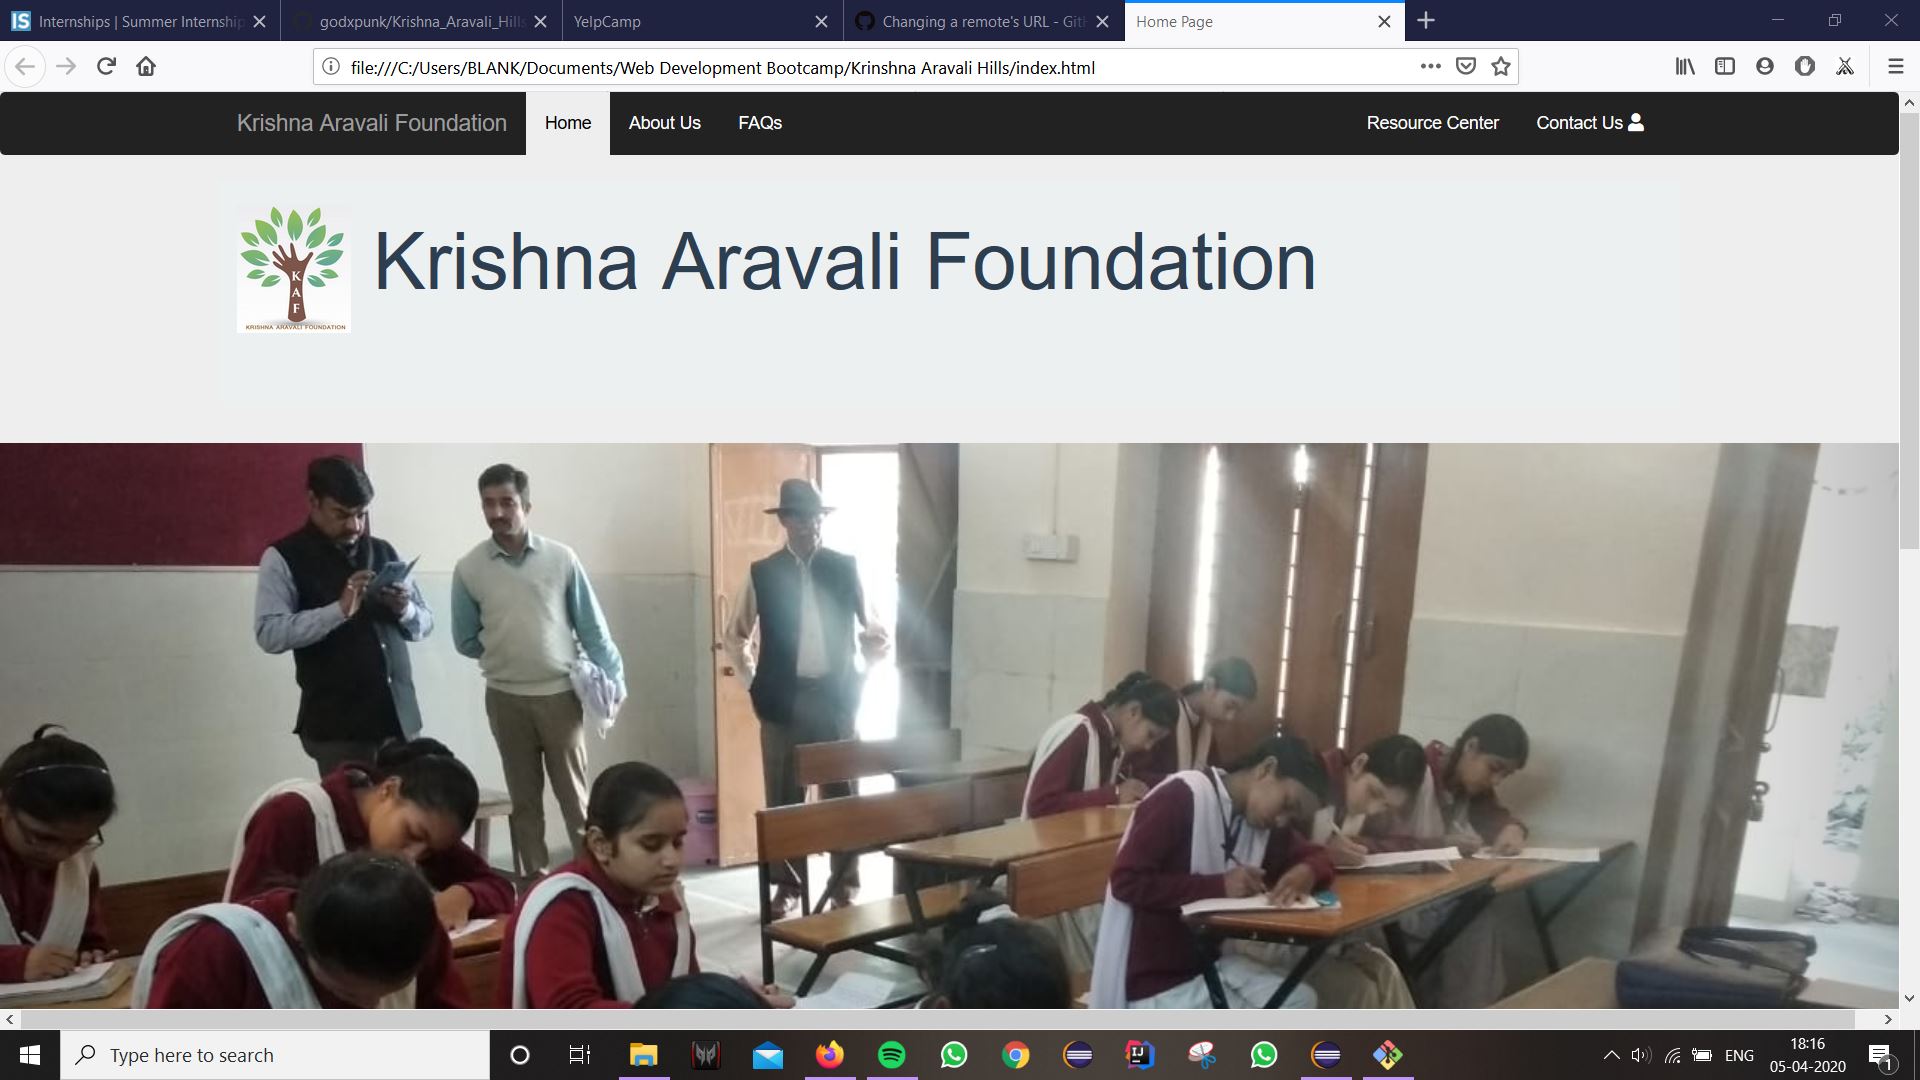 Internships | Summer Internship
godxpunk/Krishna_Aravali_Hills
YelpCamp
Changing a remote's URL - Gith
Home Page
file:///C:/Users/BLANK/Documents/Web Development Bootcamp/Krinshna Aravali Hills/index.html
Krishna Aravali Foundation
Home
About Us
FAQs
Resource Center
Contact Us
K
A
F
KRISHNA ARAVALI FOUNDATION
Krishna Aravali Foundation
Type here to search
ENG
18:16
05-04-2020
1